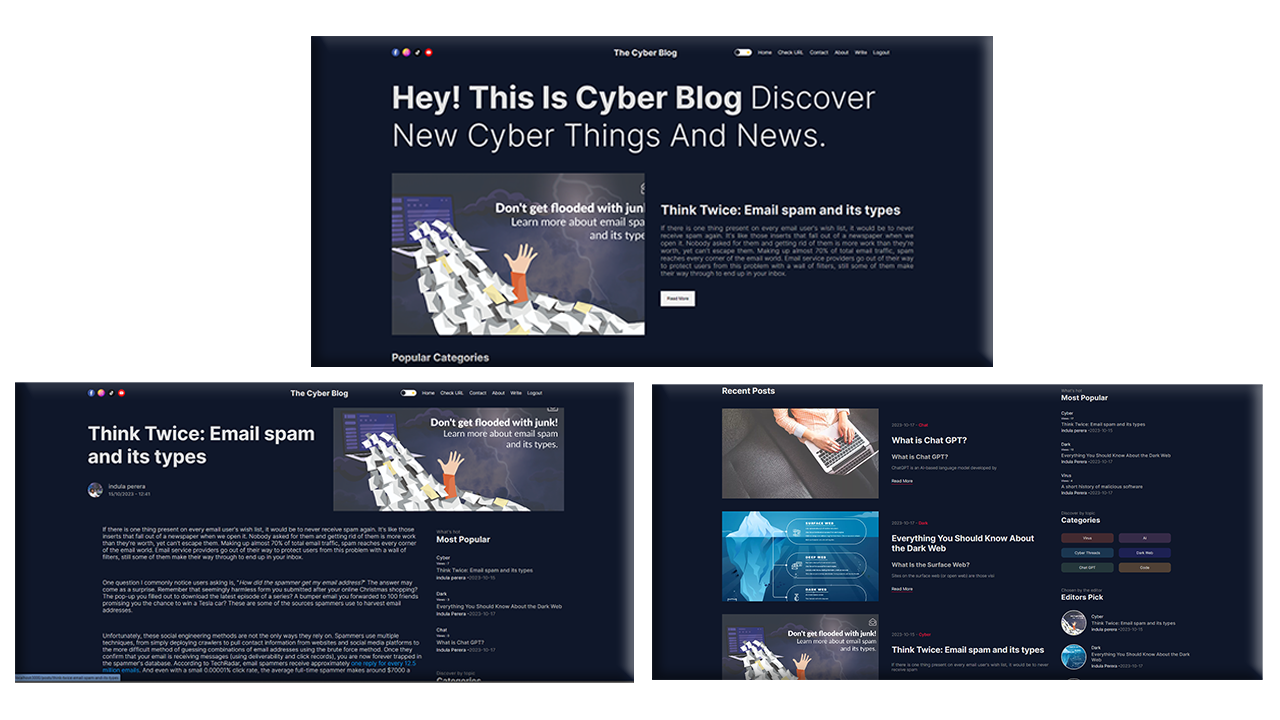 The Cyber Blog
Home Check URL Contact About Write Logout
Hey! This Is Cyber Blog Discover
New Cyber Things And News.
Don't get flooded with jun
Learn more about email spa
and its type
Think Twice: Email spam and its types
If there is one thing present on every email user's wish list, it would be to never
receive spam again. It's like those inserts that fall out of a newspaper when we
open it. Nobody asked for them and getting rid of them is more work than they're
worth, yet can't escape them. Making up almost 70% of total email traffic, spam
reaches every corner of the email world. Email service providers go out of their way
to protect users from this problem with a wall of filters, still some of them make
their way through to end up in your inbox.
Read More
Popular Categories
The Cyber Blog
Home Check URL Contact About Write Logout
Think Twice: Email spam
and its types
indula perera
15/10/2023 - 12:41
Don't get flooded with junk!
Learn more about email spam
and its types.
If there is one thing present on every email user's wish list, it would be to never receive spam again. It's like those
inserts that fall out of a newspaper when we open it. Nobody asked for them and getting rid of them is more work
than they're worth, yet can't escape them. Making up almost 70% of total email traffic, spam reaches every corner
of the email world. Email service providers go out of their way to protect users from this problem with a wall of
filters, still some of them make their way through to end up in your inbox.
One question I commonly notice users asking is, "How did the spammer get my email address?" The answer may
come as a surprise. Remember that seemingly harmless form you submitted after your online Christmas shopping?
The pop-up you filled out to download the latest episode of a series? A bumper email you forwarded to 100 friends
promising you the chance to win a Tesla car? These are some of the sources spammers use to harvest email
addresses.
Unfortunately, these social engineering methods are not the only ways they rely on. Spammers use multiple
techniques, from simply deploying crawlers to pull contact information from websites and social media platforms to
the more difficult method of guessing combinations of email addresses using the brute force method. Once they
confirm that your email is receiving messages (using deliverability and click records), you are now forever trapped in
the spammer's database. According to TechRadar, email spammers receive approximately one reply for every 12.5
million emails. And even with a small 0.00001% click rate, the average full-time spammer makes around $7000 a
What's hot
Most Popular
Cyber
Think Twice: Email spam and its types
indula perera -2023-10-15
Dark
Everything You Should Know About the Dark Web
Indula Perera -2023-10-17
Chat
What is Chat GPT?
Indula Perera -2023-10-17
Discover by topic
Categories
Recent Posts
2023-10-17 - Chat
What is Chat GPT?
What is Chat GPT?
ChatGPT is an AI-based language model developed by
Read More
SURFACE WEB
DEEP WEB
DARK WEB
2023-10-17 - Dark
Everything You Should Know About
the Dark Web
What Is the Surface Web?
Sites on the surface web (or open web) are those visi
Read More
Don't get flooded with junk!
Learn more about email spam
and its types.
2023-10-15 - Cyber
Think Twice: Email spam and its types
If there is one thing present on every email user's wish list, it would be to never
receive spam
What's hot
Most Popular
Cyber
Think Twice: Email spam and its types
indula perera -2023-10-15
Dark
Everything You Should Know About the Dark Web
Indula Perera -2023-10-17
Virus
A short history of malicious software
Indula Perera -2023-10-17
Discover by topic
Categories
Virus AI
Cyber Threats Dark Web
Chat GPT Code
Chosen by the editor
Editors Pick
Cyber
Think Twice: Email spam and its types
indula perera -2023-10-15
Dark
Everything You Should Know About the Dark
Web
Indula Perera -2023-10-17